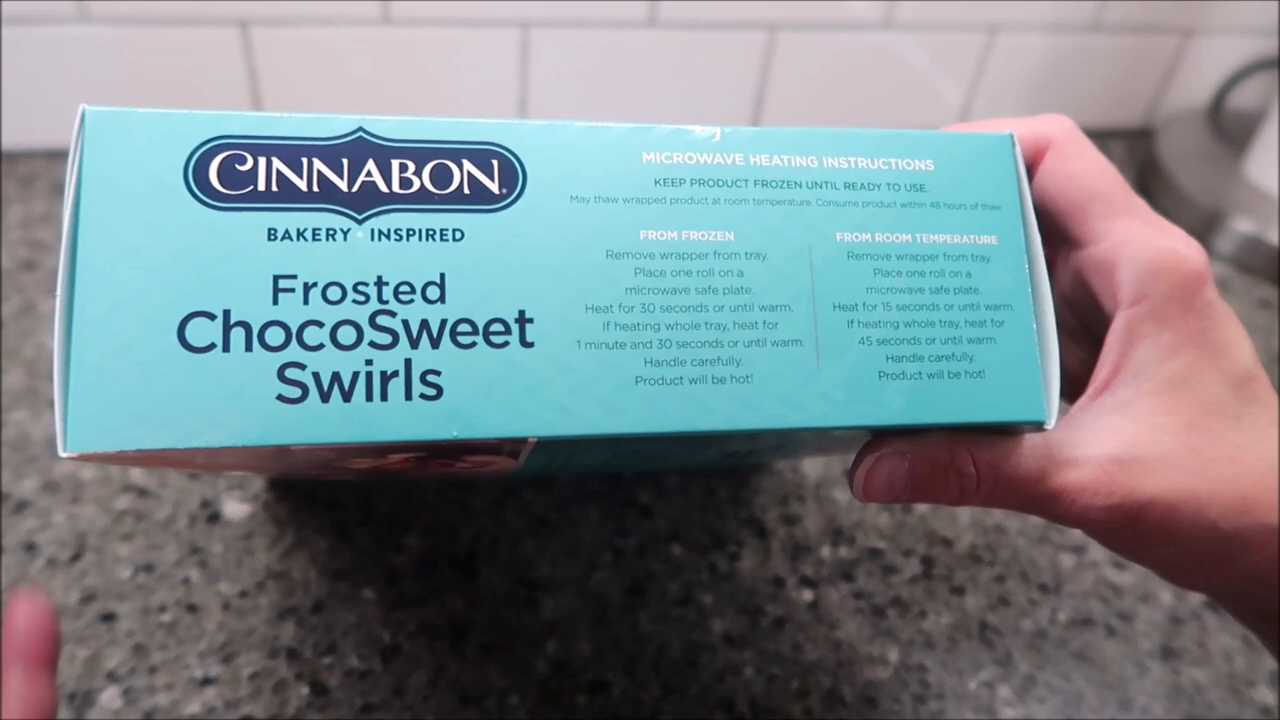 CINNABON
BAKERY • INSPIRED
Frosted
ChocoSweet
Swirls
MICROWAVE HEATING INSTRUCTIONS
KEEP PRODUCT FROZEN UNTIL READY TO USE.
May thaw wrapped product at room temperature. Consume product within 48 hours of thaw.
FROM FROZEN
Remove wrapper from tray.
Place one roll on a
microwave safe plate.
Heat for 30 seconds or until warm.
If heating whole tray, heat for
1 minute and 30 seconds or until warm.
Handle carefully.
Product will be hot!
FROM ROOM TEMPERATURE
Remove wrapper from tray.
Place one roll on a
microwave safe plate.
Heat for 15 seconds or until warm.
If heating whole tray, heat for
45 seconds or until warm.
Handle carefully.
Product will be hot!